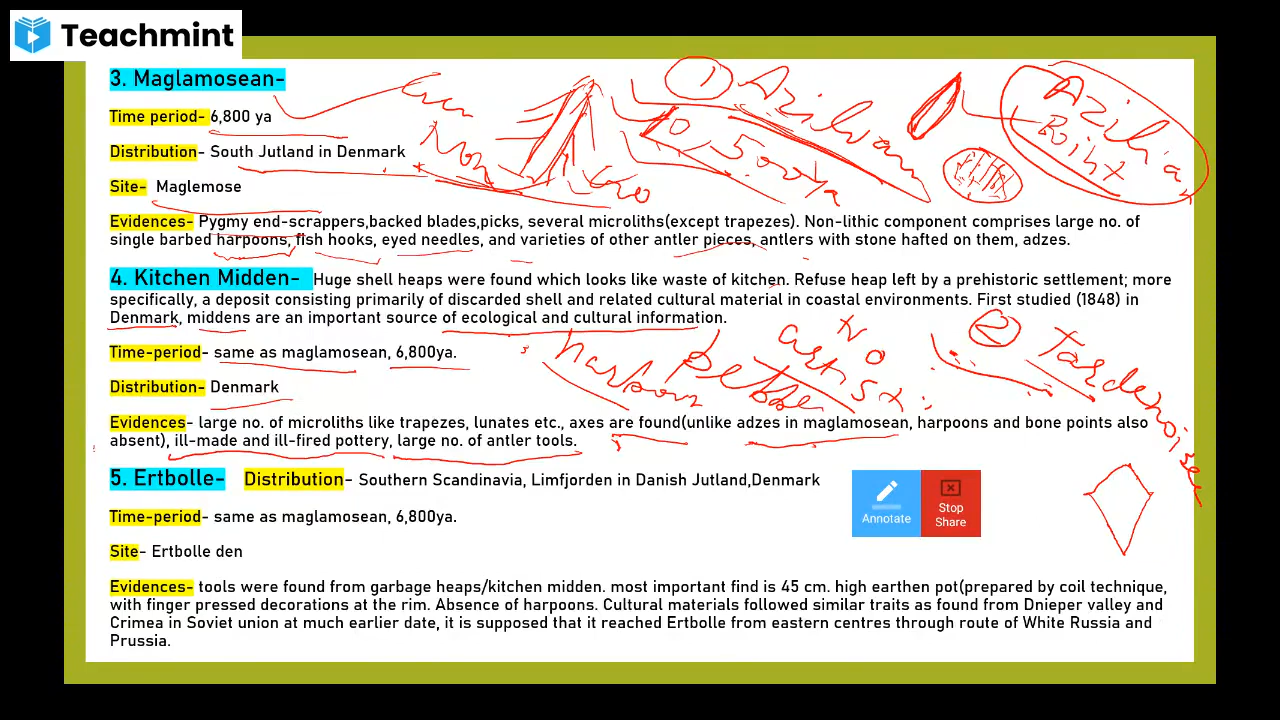 Teachmint
3. Maglamosean-
Time period- 6,800 ya
Distribution- South Jutland in Denmark
Site- Maglemose
Evidences- Pygmy end-scrappers,backed blades,picks, several microliths(except trapezes). Non-lithic component comprises large no. of
single barbed harpoons, fish hooks, eyed needles, and varieties of other antler pieces, antlers with stone hafted on them, adzes.
4. Kitchen Midden- Huge shell heaps were found which looks like waste of kitchen. Refuse heap left by a prehistoric settlement; more
specifically, a deposit consisting primarily of discarded shell and related cultural material in coastal environments. First studied (1848) in
Denmark, middens are an important source of ecological and cultural information.
Time-period- same as maglamosean, 6,800ya.
Distribution- Denmark
Evidences- large no. of microliths like trapezes, lunates etc., axes are found(unlike adzes in maglamosean, harpoons and bone points also
absent), ill-made and ill-fired pottery, large no. of antler tools.
5. Ertbolle- Distribution- Southern Scandinavia, Limfjorden in Danish Jutland,Denmark
Time-period- same as maglamosean, 6,800ya.
Site- Ertbolle den
Evidences- tools were found from garbage heaps/kitchen midden. most important find is 45 cm. high earthen pot(prepared by coil technique,
with finger pressed decorations at the rim. Absence of harpoons. Cultural materials followed similar traits as found from Dnieper valley and
Crimea in Soviet union at much earlier date, it is supposed that it reached Ertbolle from eastern centres through route of White Russia and
Prussia.
1 Azilian
10,500 ya
Azilian
harpoon
pebble
no
2
Annotate
Stop
Share